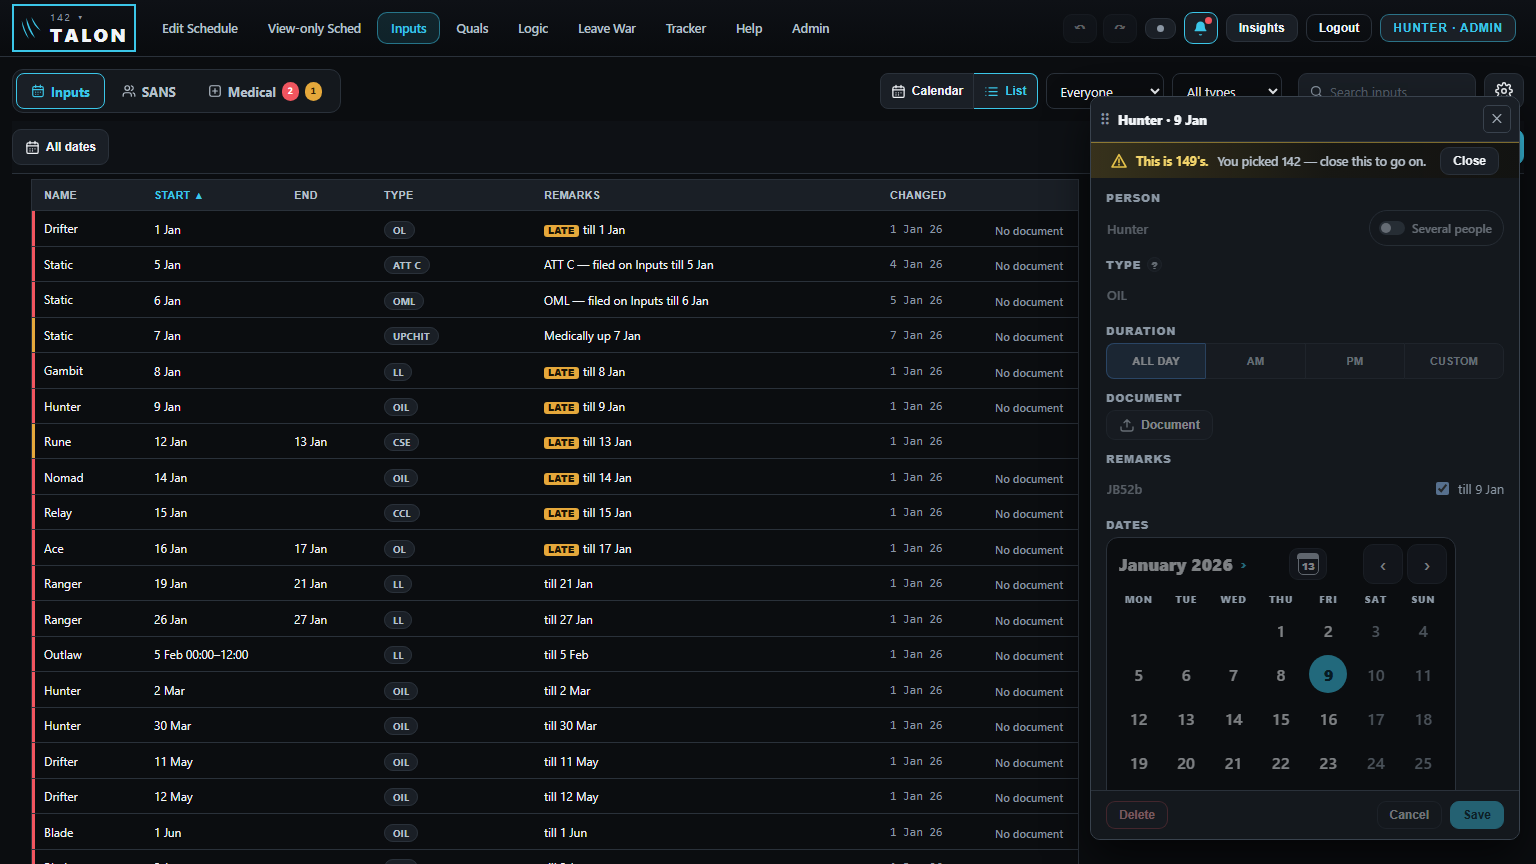 142 ▾
TALON
Edit Schedule
View-only Sched
Inputs
Quals
Logic
Leave War
Tracker
Help
Admin
Insights
Logout
HUNTER · ADMIN
Inputs
SANS
Medical 2 1
Calendar
List
Everyone
All types
Search inputs
All dates
NAME START ▲ END TYPE REMARKS CHANGED
Drifter 1 Jan OL LATE till 1 Jan 1 Jan 26 No document
Static 5 Jan ATT C ATT C — filed on Inputs till 5 Jan 4 Jan 26 No document
Static 6 Jan OML OML — filed on Inputs till 6 Jan 5 Jan 26 No document
Static 7 Jan UPCHIT Medically up 7 Jan 7 Jan 26 No document
Gambit 8 Jan LL LATE till 8 Jan 1 Jan 26 No document
Hunter 9 Jan OIL LATE till 9 Jan 1 Jan 26 No document
Rune 12 Jan 13 Jan CSE LATE till 13 Jan 1 Jan 26
Nomad 14 Jan OIL LATE till 14 Jan 1 Jan 26 No document
Relay 15 Jan CCL LATE till 15 Jan 1 Jan 26 No document
Ace 16 Jan 17 Jan OL LATE till 17 Jan 1 Jan 26 No document
Ranger 19 Jan 21 Jan LL till 21 Jan 1 Jan 26 No document
Ranger 26 Jan 27 Jan LL till 27 Jan 1 Jan 26 No document
Outlaw 5 Feb 00:00–12:00 LL till 5 Feb 1 Jan 26 No document
Hunter 2 Mar OIL till 2 Mar 1 Jan 26 No document
Hunter 30 Mar OIL till 30 Mar 1 Jan 26 No document
Drifter 11 May OIL till 11 May 1 Jan 26 No document
Drifter 12 May OIL till 12 May 1 Jan 26 No document
Blade 1 Jun OIL till 1 Jun 1 Jan 26 No document
Hunter · 9 Jan
This is 149's. You picked 142 — close this to go on. Close
PERSON
Hunter Several people
TYPE ?
OIL
DURATION
ALL DAY AM PM CUSTOM
DOCUMENT
Document
REMARKS
JB52b till 9 Jan
DATES
January 2026 › 13 ‹ ›
MON TUE WED THU FRI SAT SUN
1 2 3 4
5 6 7 8 9 10 11
12 13 14 15 16 17 18
19 20 21 22 23 24 25
Delete Cancel Save